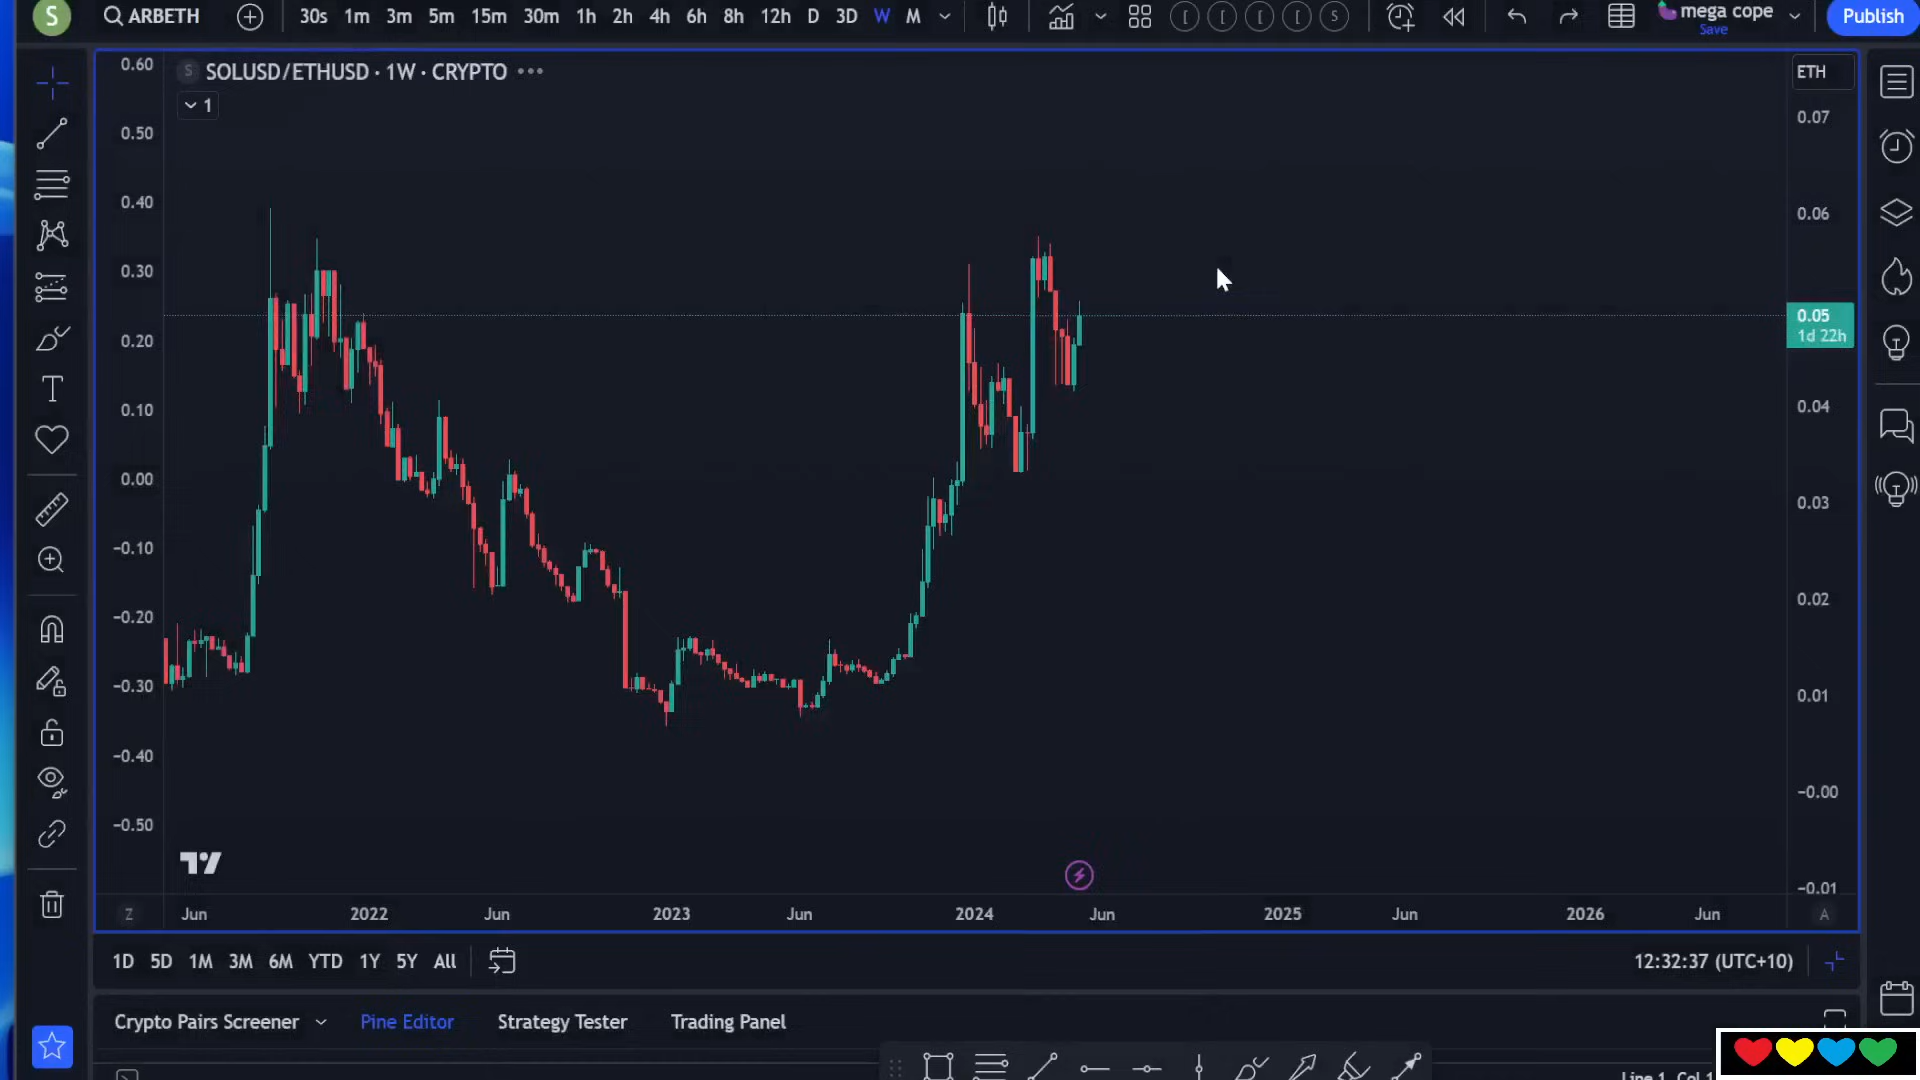 S ARBETH 30s 1m 3m 5m 15m 30m 1h 2h 4h 6h 8h 12h D 3D W M S mega cope Publish
Save
0.60 S SOLUSD/ETHUSD · 1W · CRYPTO ••• ETH
1
0.07
0.50
0.40 0.06
0.30
0.05
1d 22h
0.20
0.10 0.04
0.00
0.03
−0.10
−0.20 0.02
−0.30 0.01
−0.40
−0.00
−0.50
−0.01
Z Jun 2022 Jun 2023 Jun 2024 Jun 2025 Jun 2026 Jun A
1D 5D 1M 3M 6M YTD 1Y 5Y All 12:32:37 (UTC+10)
Crypto Pairs Screener Pine Editor Strategy Tester Trading Panel